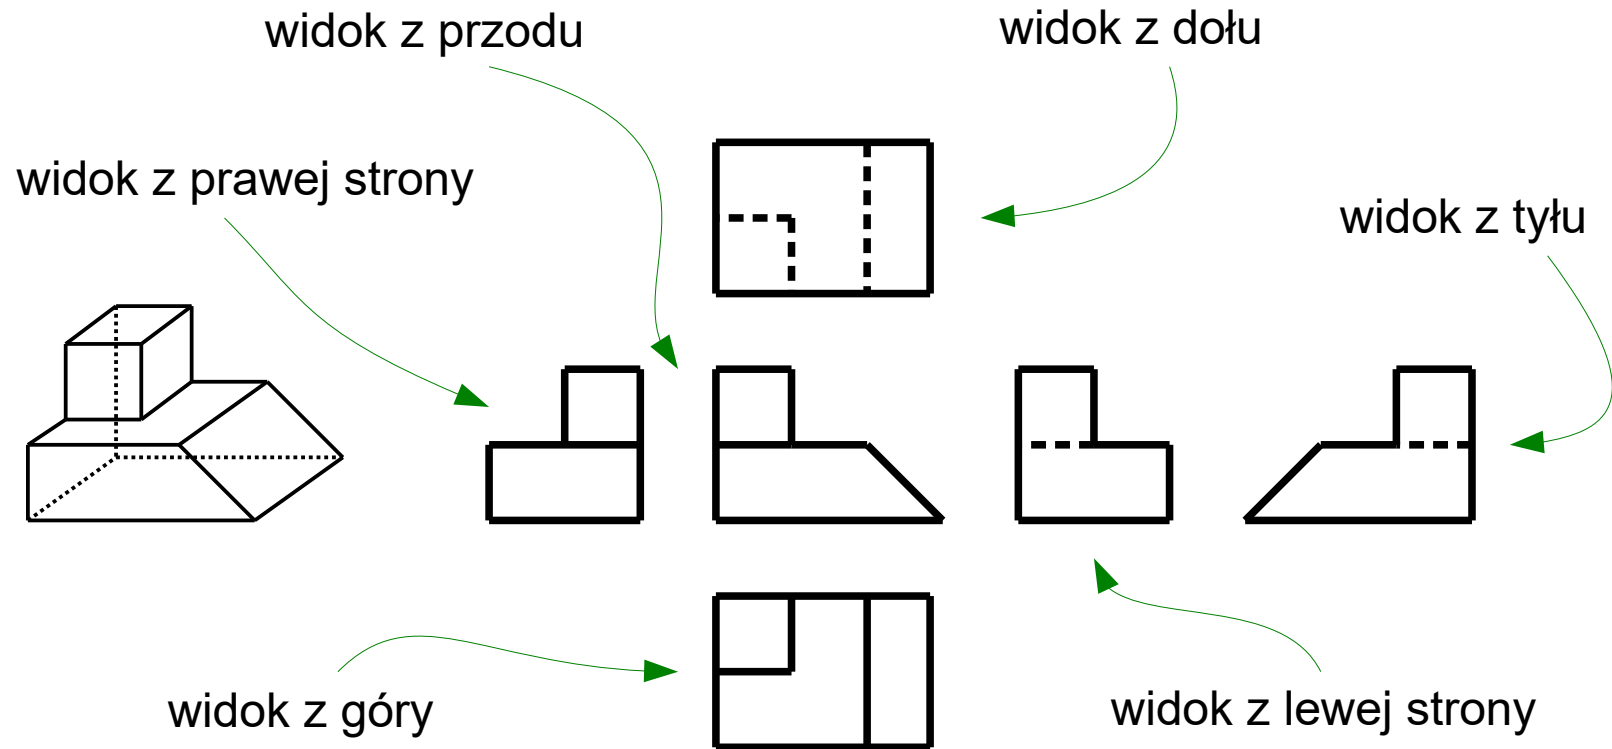 widok z przodu
widok z dołu
widok z prawej strony
widok z tyłu
widok z góry
widok z lewej strony